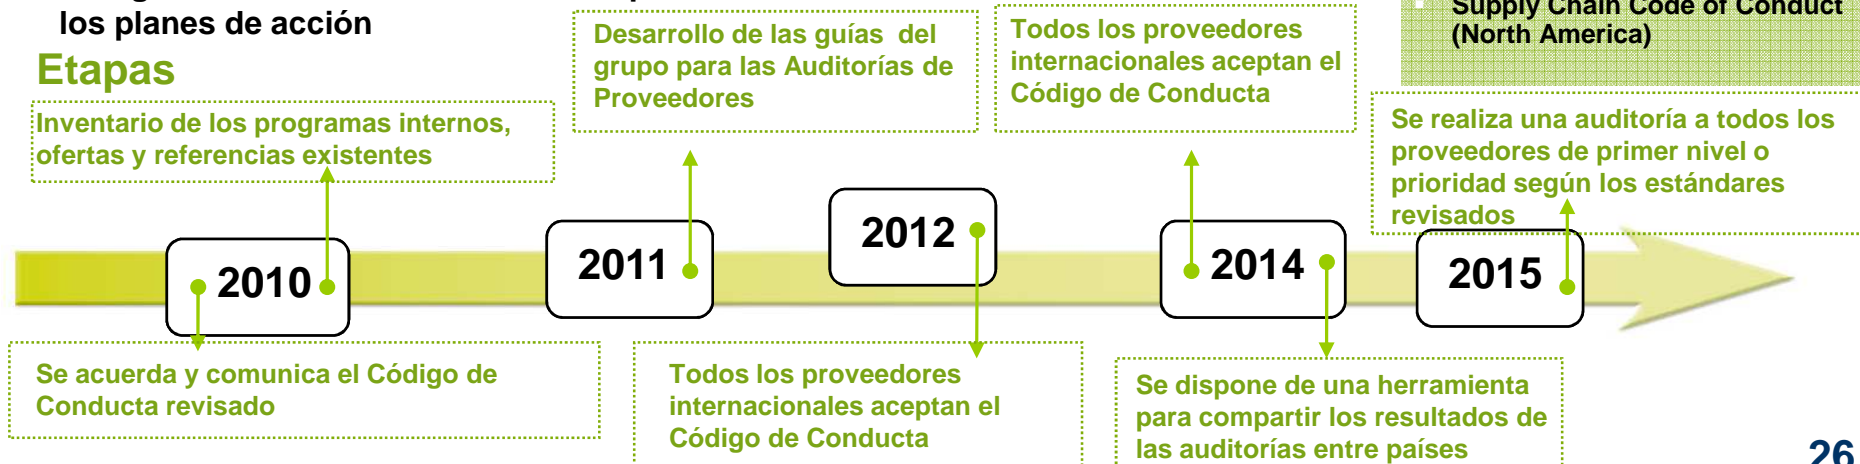 los planes de acción
Supply Chain Code of Conduct
(North America)
Etapas
Inventario de los programas internos,
ofertas y referencias existentes
Desarrollo de las guías del
grupo para las Auditorías de
Proveedores
Todos los proveedores
internacionales aceptan el
Código de Conducta
Se realiza una auditoría a todos los
proveedores de primer nivel o
prioridad según los estándares
revisados
2010
2011
2012
2014
2015
Se acuerda y comunica el Código de
Conducta revisado
Todos los proveedores
internacionales aceptan el
Código de Conducta
Se dispone de una herramienta
para compartir los resultados de
las auditorías entre países
26